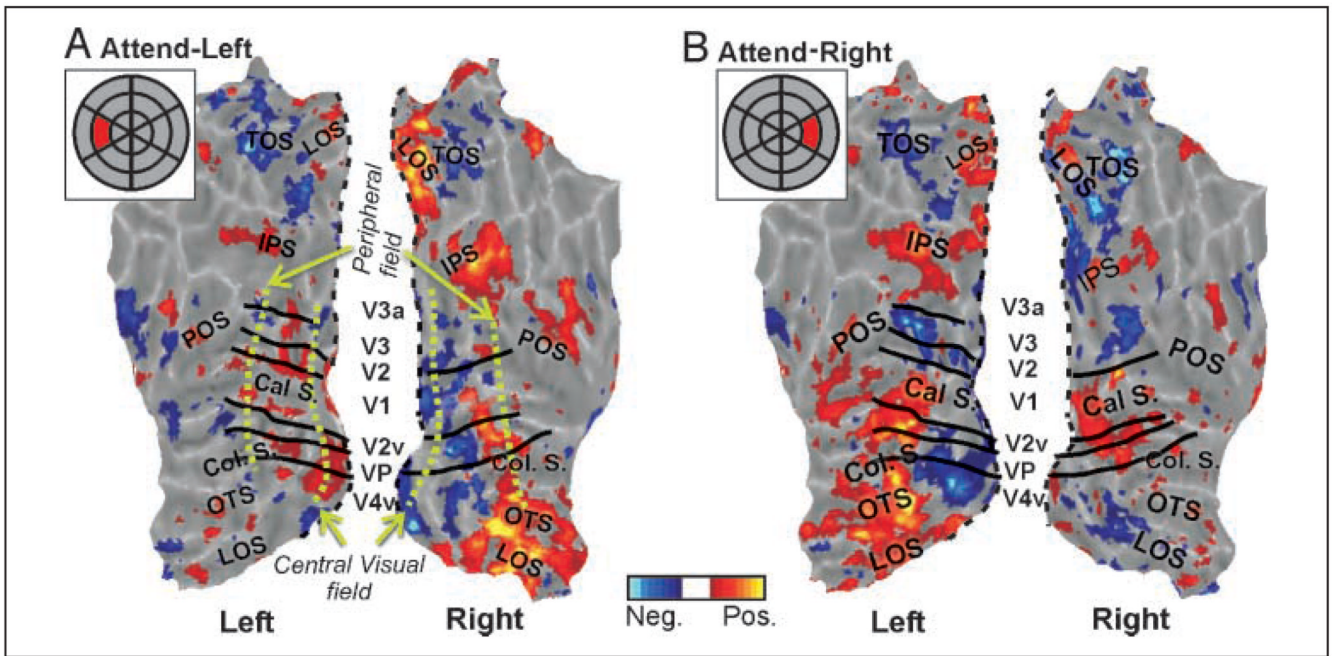 A Attend-Left
TOS
LOS
IPS
Peripheral
field
POS
Cal S.
Col. S.
OTS
LOS
V3a
V3
V2
V1
V2v
VP
V4v
LOS
TOS
IPS
POS
Col. S.
OTS
LOS
Central Visual
field
Left
Right
Neg.
Pos.
B Attend-Right
TOS
LOS
IPS
POS
Cal S.
Col. S.
OTS
LOS
V3a
V3
V2
V1
V2v
VP
V4v
LOS
TOS
IPS
POS
Cal S.
Col. S.
OTS
LOS
Left
Right